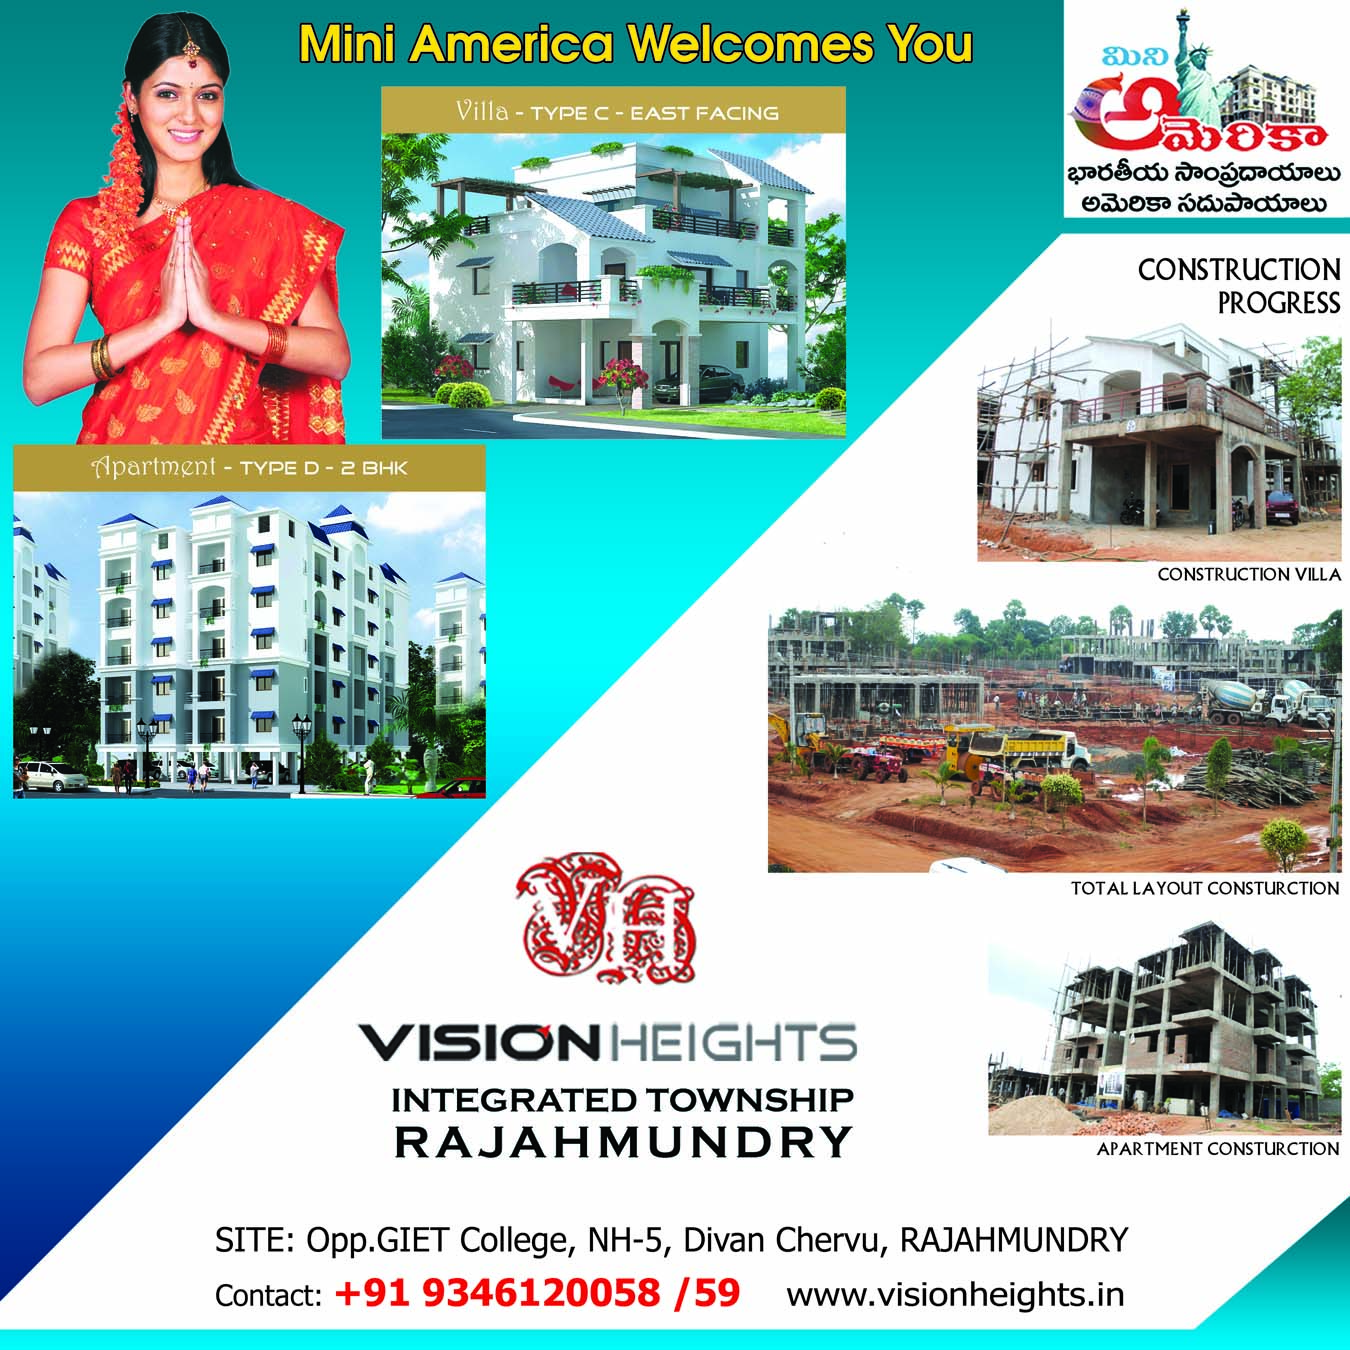 Mini America Welcomes You
మిని
అమెరికా
భారతీయ సాంప్రదాయాలు
అమెరికా సదుపాయాలు
Villa - TYPE C - EAST FACING
CONSTRUCTION
PROGRESS
Apartment - TYPE D - 2 BHK
CONSTRUCTION VILLA
TOTAL LAYOUT CONSTURCTION
VH
VISION HEIGHTS
INTEGRATED TOWNSHIP
RAJAHMUNDRY
APARTMENT CONSTURCTION
SITE: Opp.GIET College, NH-5, Divan Chervu, RAJAHMUNDRY
Contact: +91 9346120058 /59 www.visionheights.in